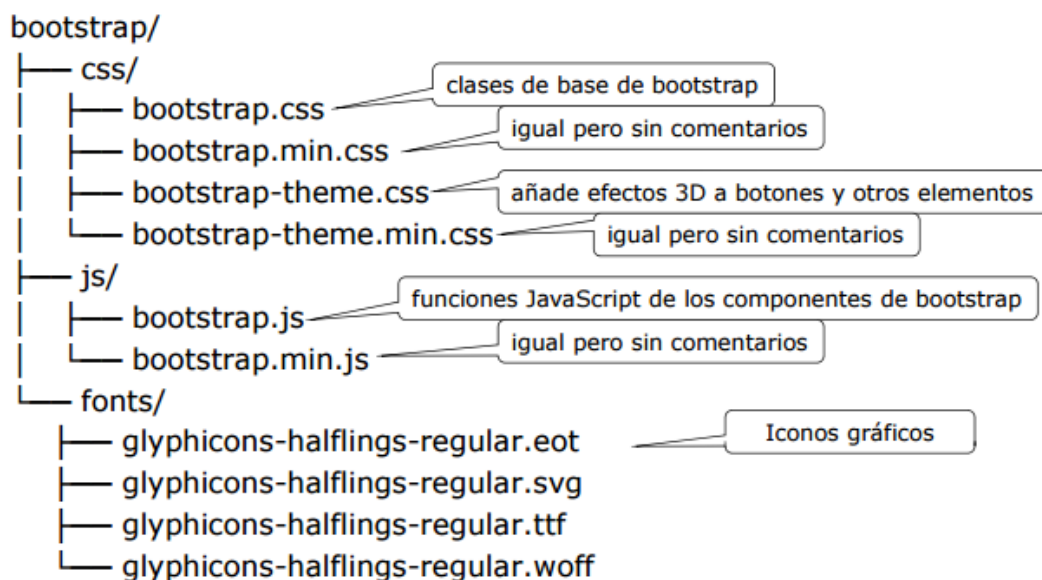 bootstrap/
├── css/
│ ├── bootstrap.css clases de base de bootstrap
│ ├── bootstrap.min.css igual pero sin comentarios
│ ├── bootstrap-theme.css añade efectos 3D a botones y otros elementos
│ └── bootstrap-theme.min.css igual pero sin comentarios
├── js/
│ ├── bootstrap.js funciones JavaScript de los componentes de bootstrap
│ └── bootstrap.min.js igual pero sin comentarios
└── fonts/
├── glyphicons-halflings-regular.eot Iconos gráficos
├── glyphicons-halflings-regular.svg
├── glyphicons-halflings-regular.ttf
└── glyphicons-halflings-regular.woff